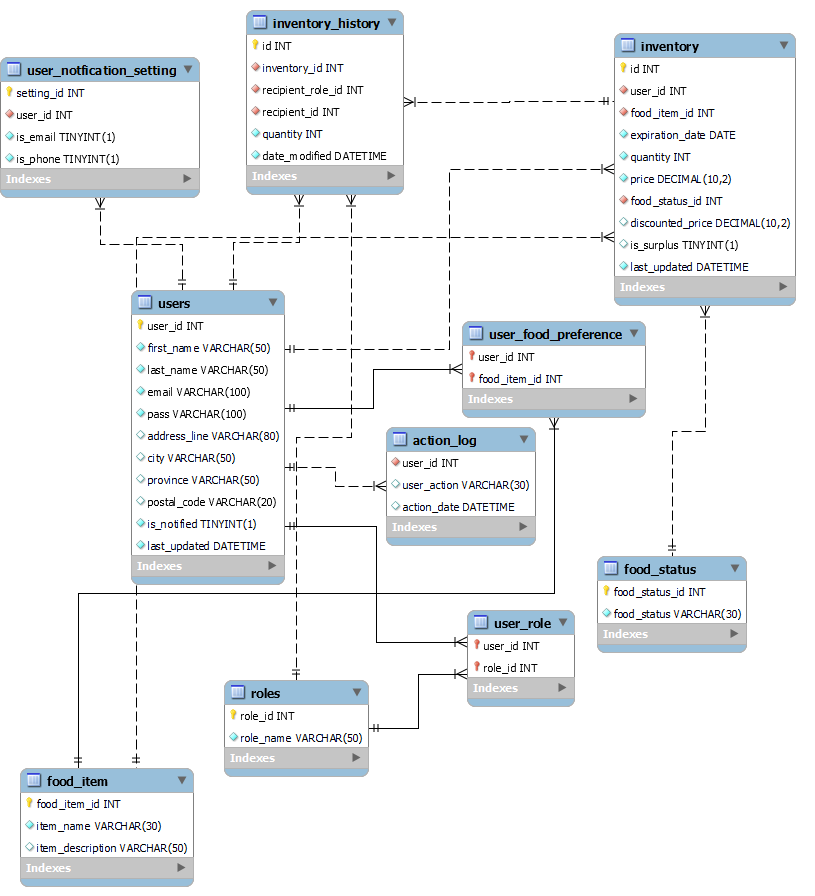 inventory_history
id INT
inventory_id INT
recipient_role_id INT
recipient_id INT
quantity INT
date_modified DATETIME
Indexes
inventory
id INT
user_id INT
food_item_id INT
expiration_date DATE
quantity INT
price DECIMAL(10,2)
food_status_id INT
discounted_price DECIMAL(10,2)
is_surplus TINYINT(1)
last_updated DATETIME
Indexes
user_notfication_setting
setting_id INT
user_id INT
is_email TINYINT(1)
is_phone TINYINT(1)
Indexes
users
user_id INT
first_name VARCHAR(50)
last_name VARCHAR(50)
email VARCHAR(100)
pass VARCHAR(100)
address_line VARCHAR(80)
city VARCHAR(50)
province VARCHAR(50)
postal_code VARCHAR(20)
is_notified TINYINT(1)
last_updated DATETIME
Indexes
user_food_preference
user_id INT
food_item_id INT
Indexes
action_log
user_id INT
user_action VARCHAR(30)
action_date DATETIME
Indexes
food_status
food_status_id INT
food_status VARCHAR(30)
Indexes
user_role
user_id INT
role_id INT
Indexes
roles
role_id INT
role_name VARCHAR(50)
Indexes
food_item
food_item_id INT
item_name VARCHAR(30)
item_description VARCHAR(50)
Indexes